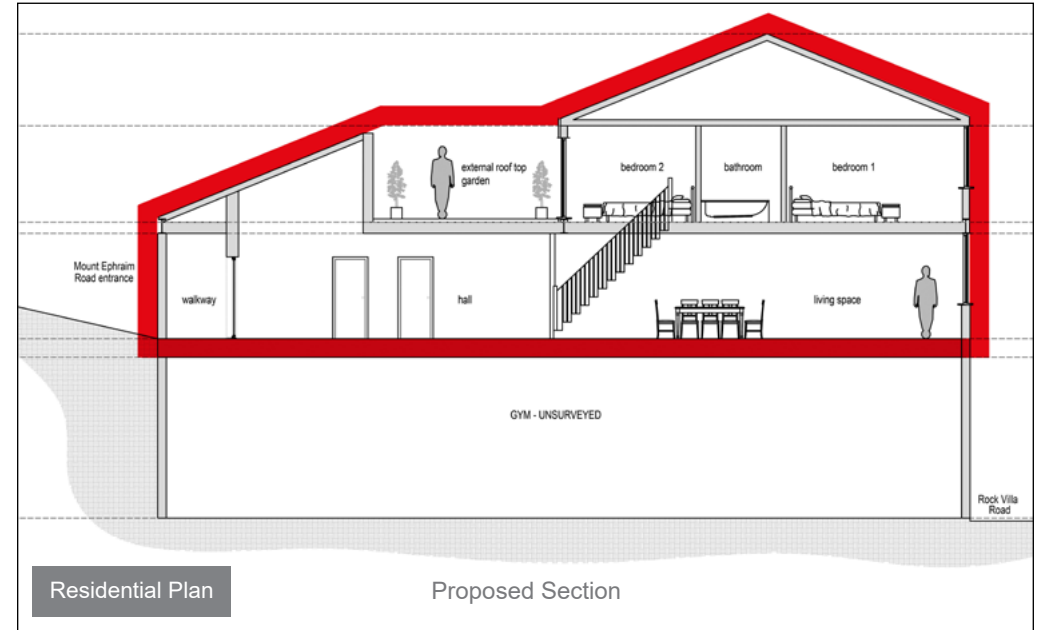 external roof top
garden
bedroom 2
bathroom
bedroom 1
Mount Ephraim
Road entrance
walkway
hall
living space
GYM - UNSURVEYED
Rock Villa
Road
Residential Plan
Proposed Section